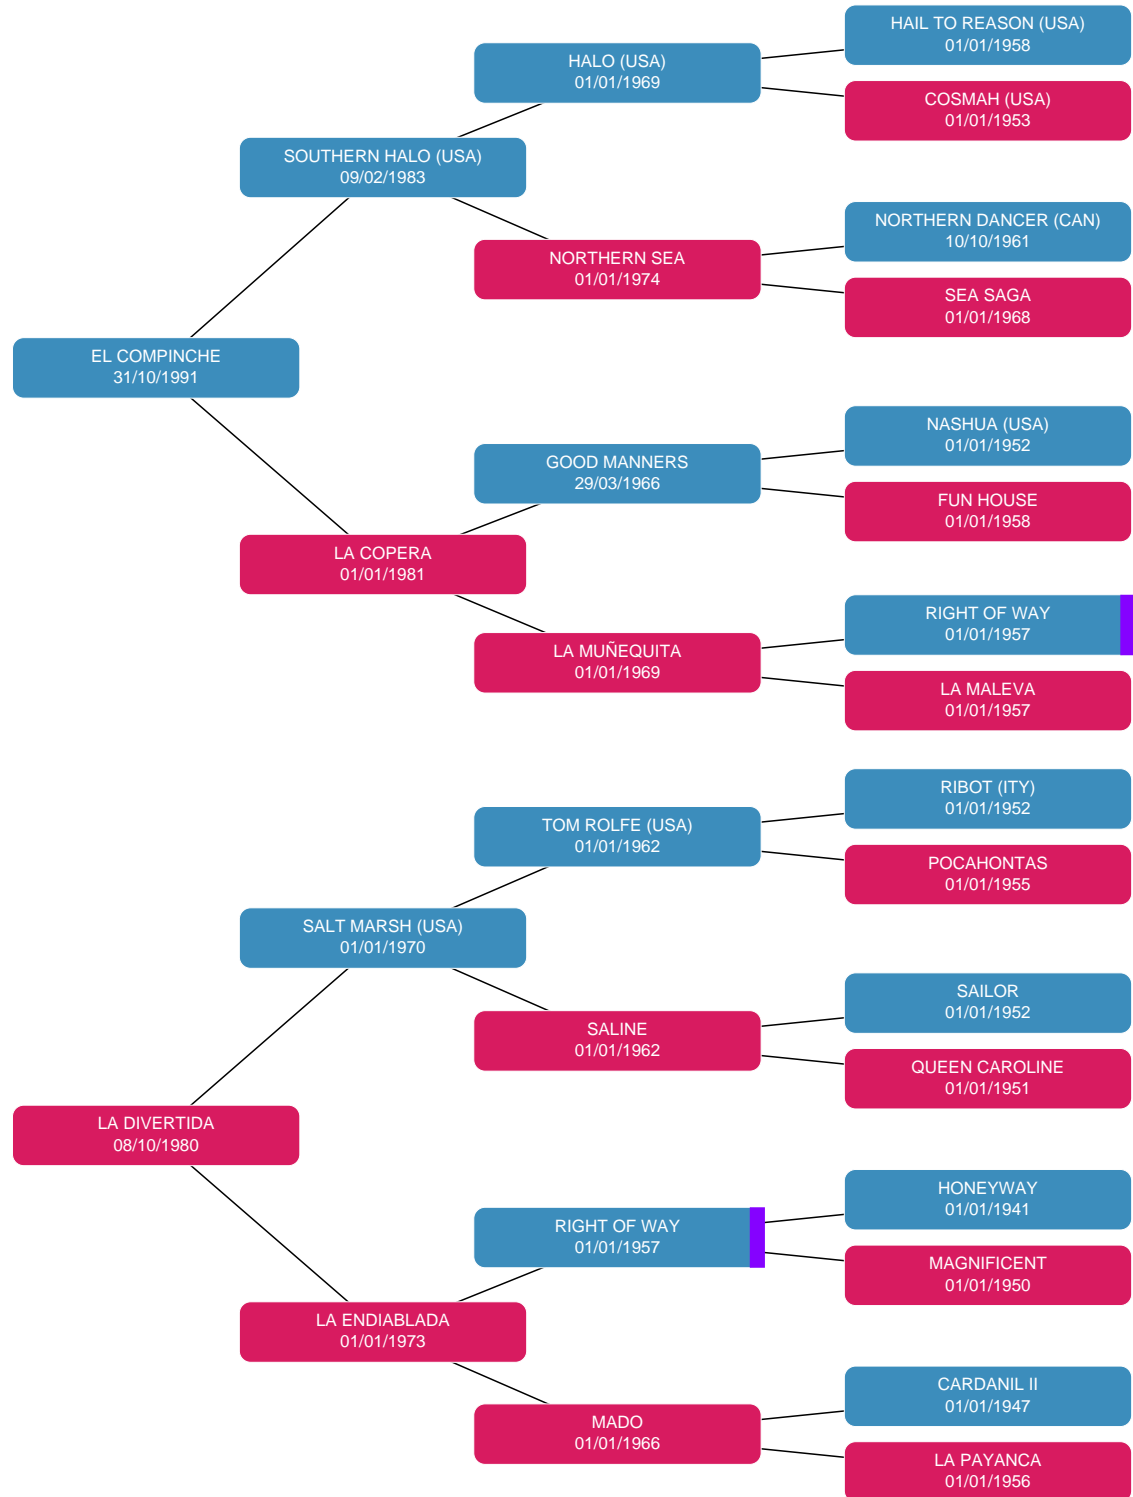 HAIL TO REASON (USA)
01/01/1958
HALO (USA)
01/01/1969
COSMAH (USA)
01/01/1953
SOUTHERN HALO (USA)
09/02/1983
NORTHERN DANCER (CAN)
10/10/1961
NORTHERN SEA
01/01/1974
SEA SAGA
01/01/1968
EL COMPINCHE
31/10/1991
NASHUA (USA)
01/01/1952
GOOD MANNERS
29/03/1966
FUN HOUSE
01/01/1958
LA COPERA
01/01/1981
RIGHT OF WAY
01/01/1957
LA MUÑEQUITA
01/01/1969
LA MALEVA
01/01/1957
RIBOT (ITY)
01/01/1952
TOM ROLFE (USA)
01/01/1962
POCAHONTAS
01/01/1955
SALT MARSH (USA)
01/01/1970
SAILOR
01/01/1952
SALINE
01/01/1962
QUEEN CAROLINE
01/01/1951
LA DIVERTIDA
08/10/1980
HONEYWAY
01/01/1941
RIGHT OF WAY
01/01/1957
MAGNIFICENT
01/01/1950
LA ENDIABLADA
01/01/1973
CARDANIL II
01/01/1947
MADO
01/01/1966
LA PAYANCA
01/01/1956